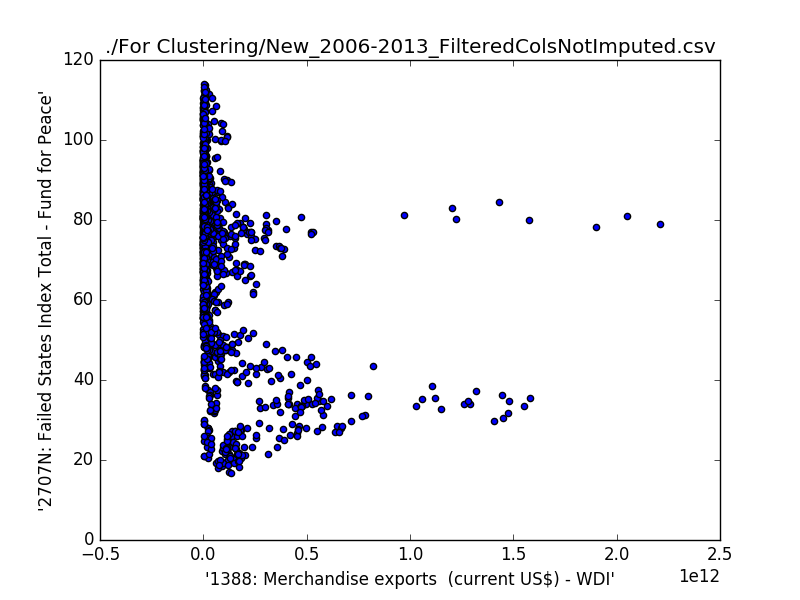 ./For Clustering/New_2006-2013_FilteredColsNotImputed.csv
120
100
80
60
40
20
0
'2707N: Failed States Index Total - Fund for Peace'
−0.5 0.0 0.5 1.0 1.5 2.0 2.5
1e12
'1388: Merchandise exports  (current US$) - WDI'